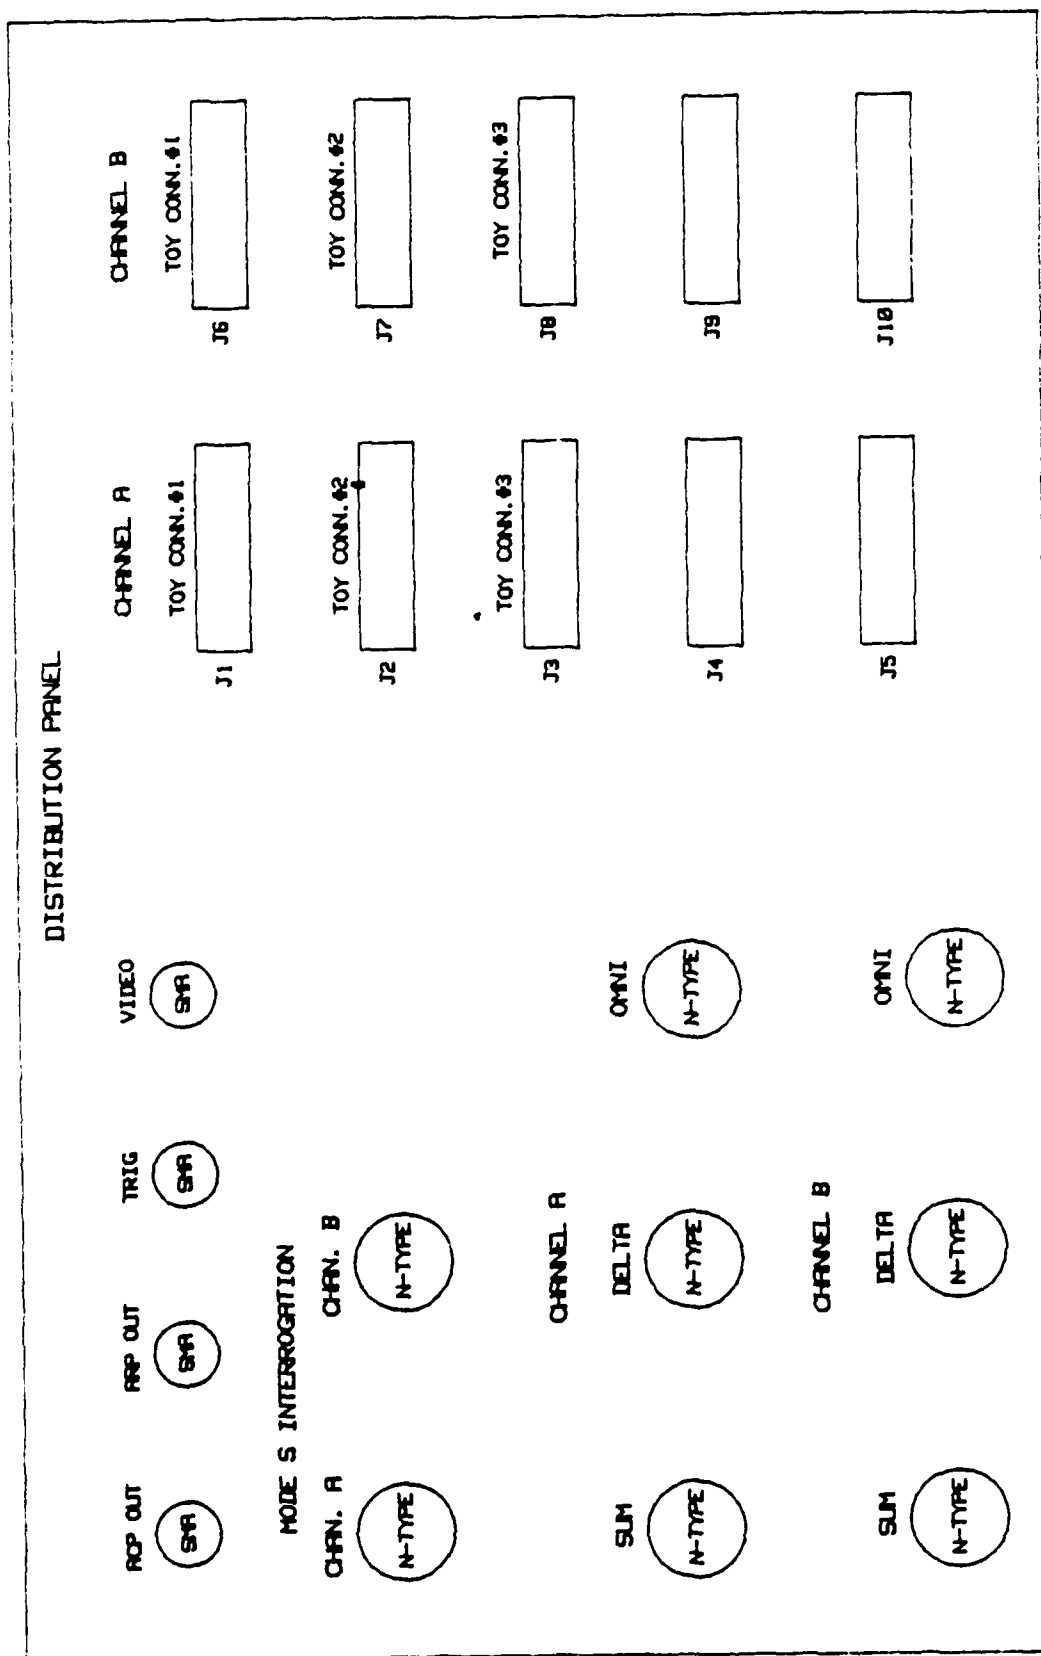 DISTRIBUTION PANEL
ACP OUT
ARP OUT
TRIG
VIDEO
SMA
SMA
SMA
SMA
MODE S INTERROGATION
CHAN. A
CHAN. B
N-TYPE
N-TYPE
CHANNEL A
SUM
DELTA
OMNI
N-TYPE
N-TYPE
N-TYPE
CHANNEL B
SUM
DELTA
OMNI
N-TYPE
N-TYPE
N-TYPE
CHANNEL A
TOY CONN.#1
J1
TOY CONN.#2
J2
TOY CONN.#3
J3
J4
J5
CHANNEL B
TOY CONN.#1
J6
TOY CONN.#2
J7
TOY CONN.#3
J8
J9
J10